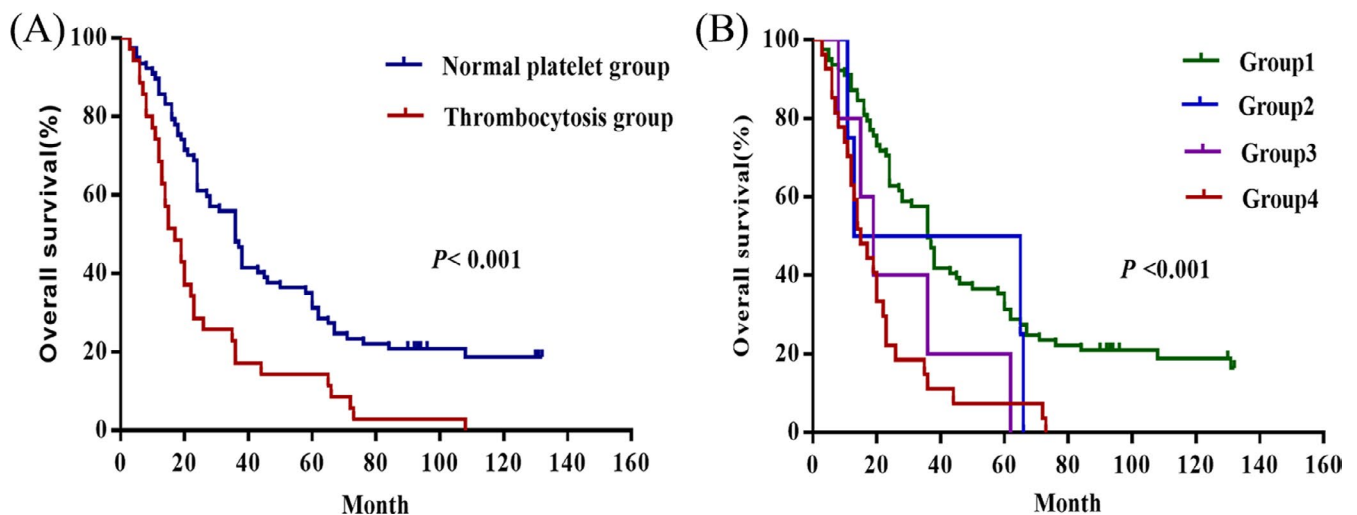 (A)
Overall survival(%)
100
80
60
40
20
0
Normal platelet group
Thrombocytosis group
P< 0.001
0 20 40 60 80 100 120 140 160
Month
(B)
Overall survival(%)
100
80
60
40
20
0
Group1
Group2
Group3
Group4
P <0.001
0 20 40 60 80 100 120 140 160
Month